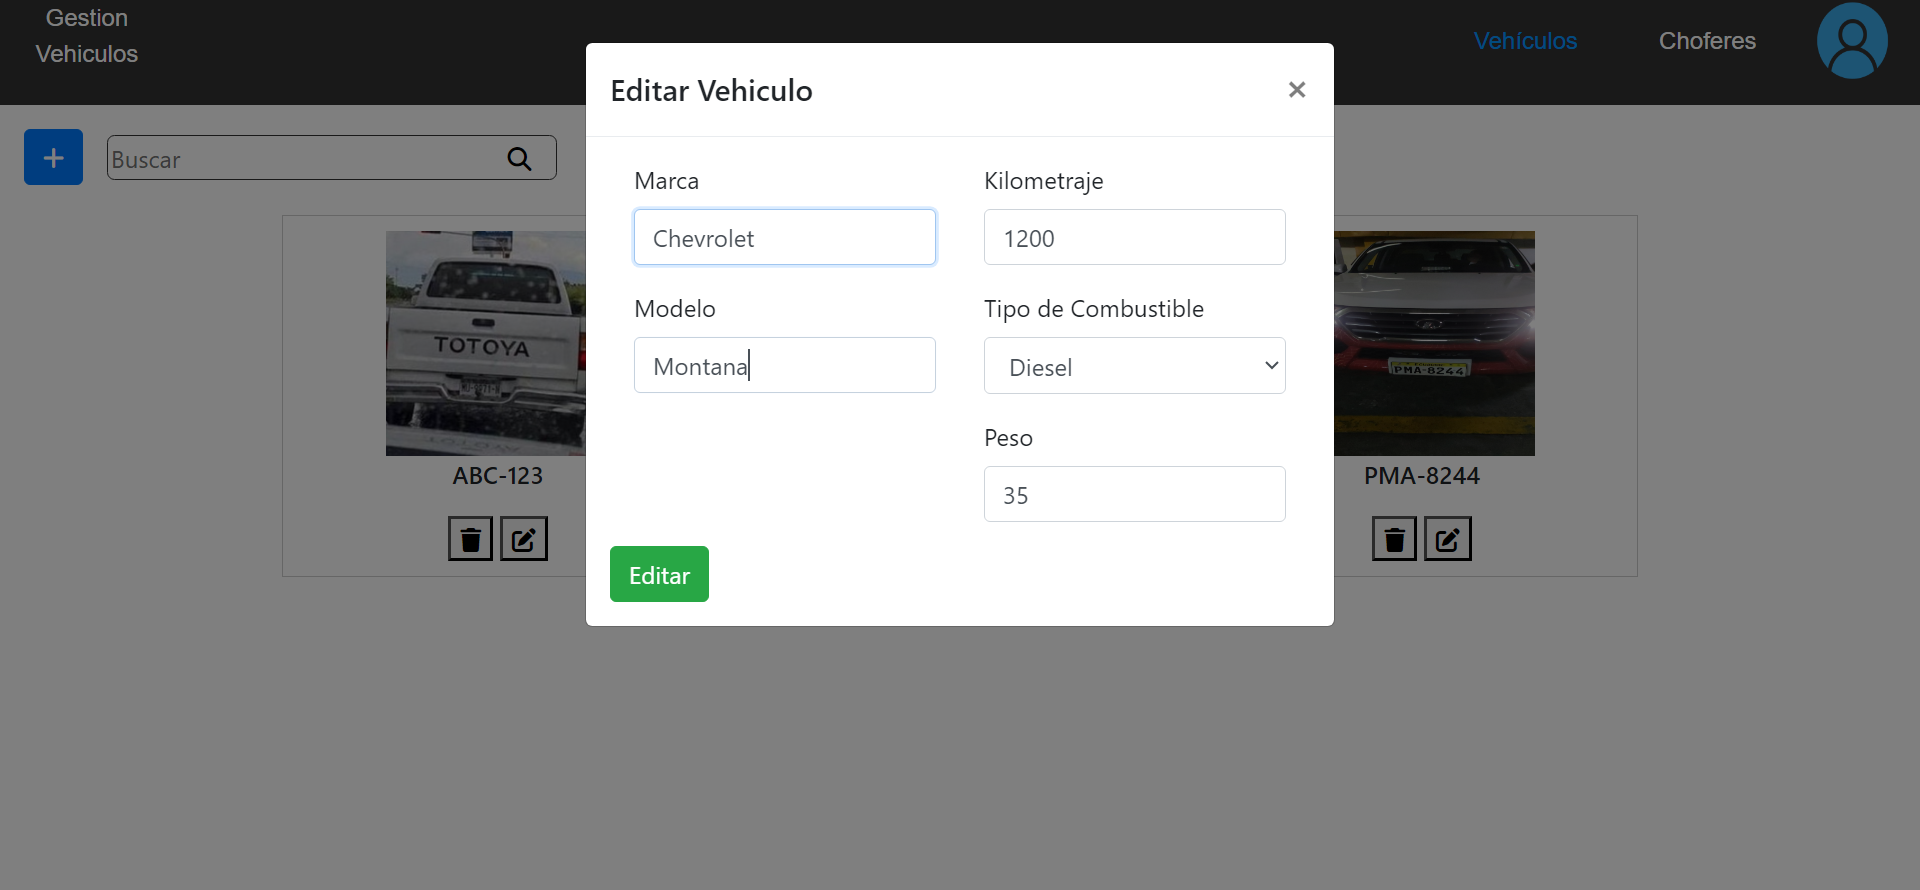 Gestion
Vehiculos
Vehículos
Choferes
Editar Vehiculo
×
Buscar
Marca
Kilometraje
Chevrolet
1200
Modelo
Tipo de Combustible
Montana
Diesel
Peso
35
Editar
TOTOYA
PMA-8244
ABC-123
PMA-8244